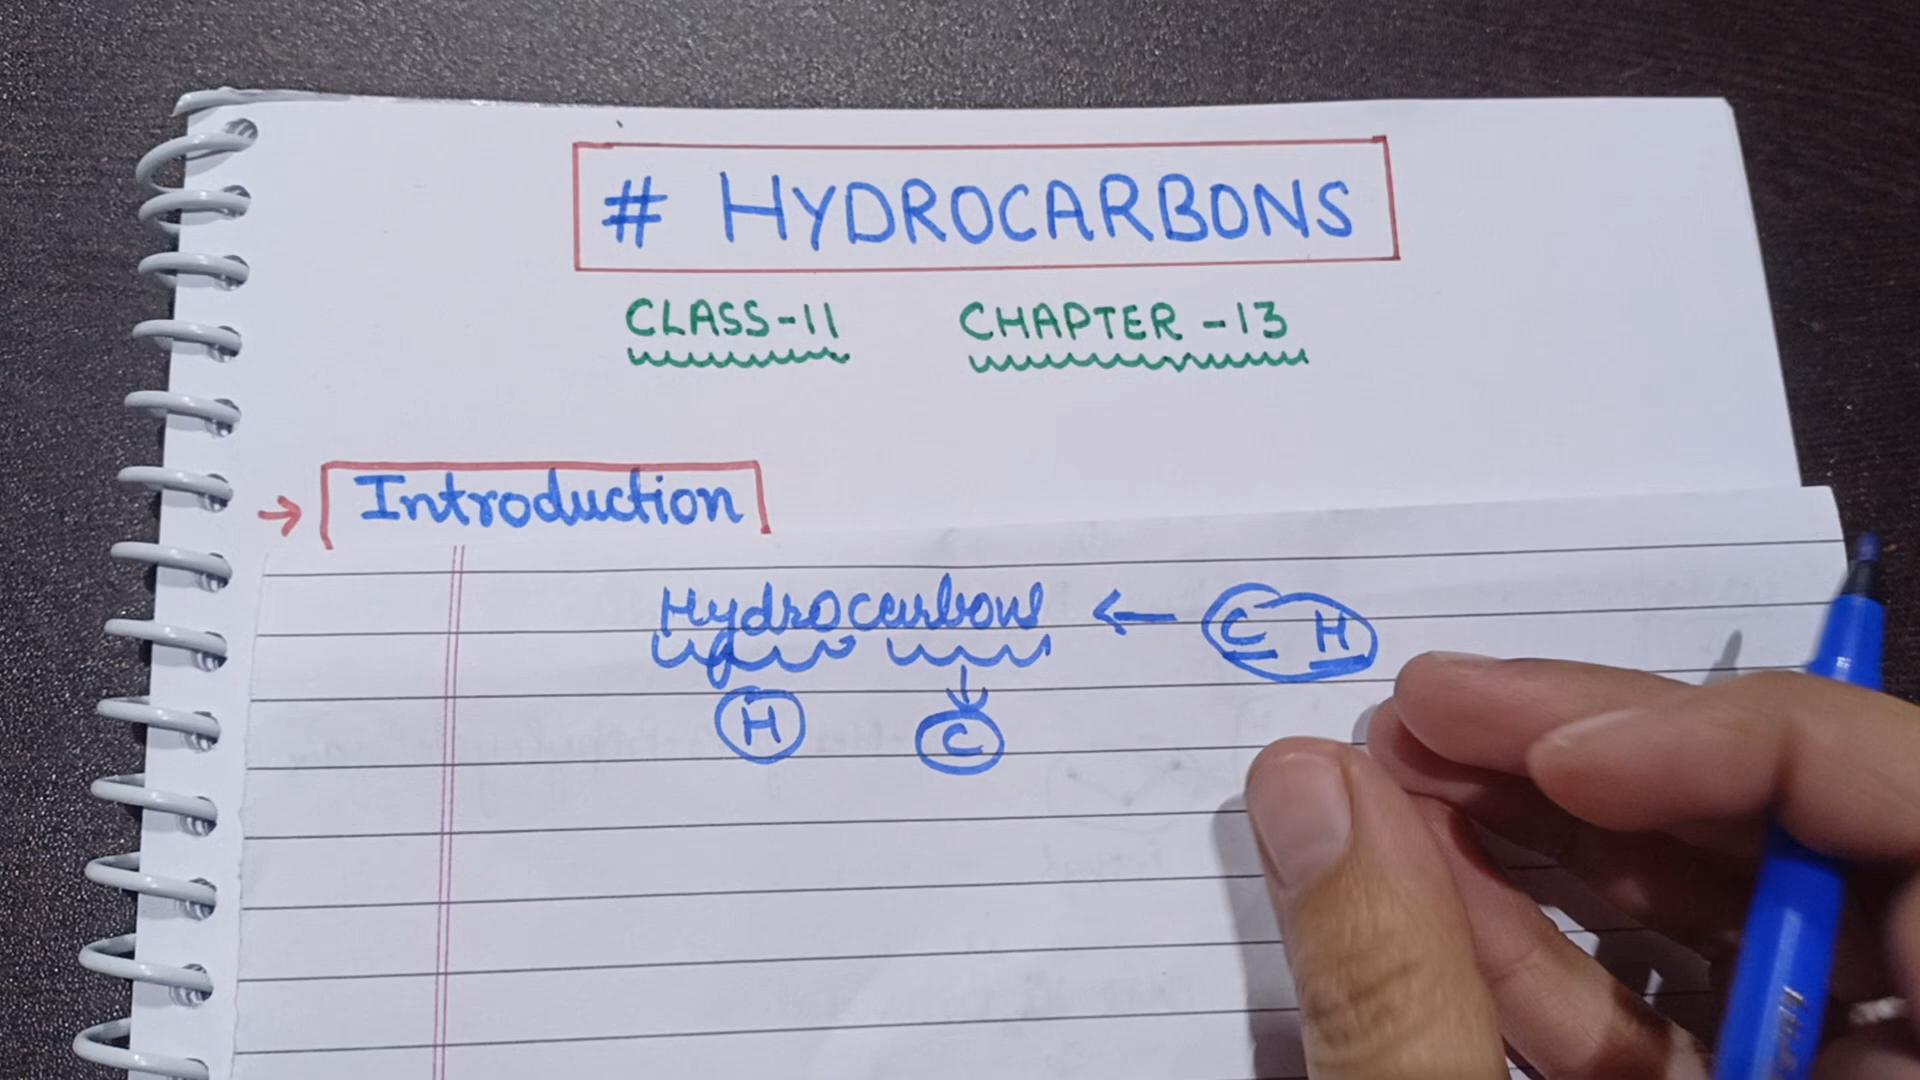 # HYDROCARBONS
CLASS-11 CHAPTER -13
→ Introduction
Hydrocarbons ← C H
H C